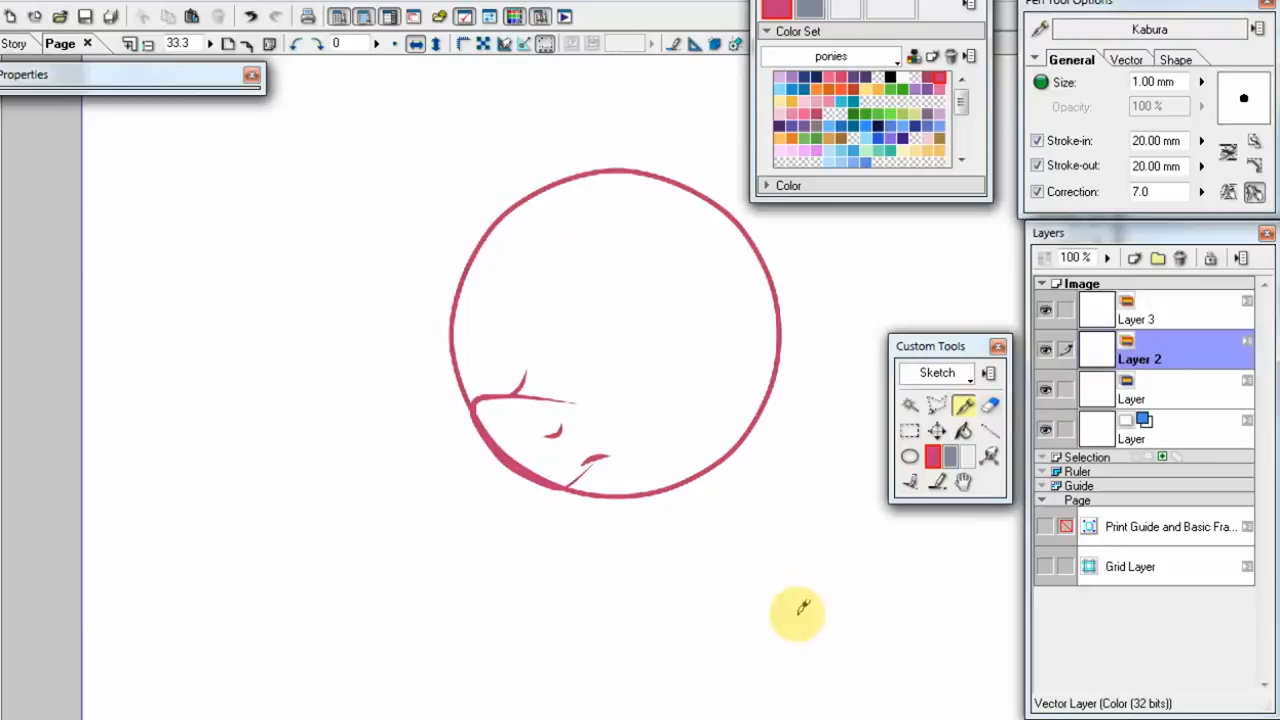 Pen Tool Options
Story Page 33.3 0
Kabura
Color Set
ponies
General Vector Shape
Properties
Size: 1.00 mm
Opacity: 100 %
Stroke-in: 20.00 mm
Stroke-out: 20.00 mm
Color
Correction: 7.0
Layers
100 %
Image
Layer 3
Custom Tools
Layer 2
Sketch
Layer
Layer
Selection
Ruler
Guide
Page
Print Guide and Basic Fra...
Grid Layer
Vector Layer (Color (32 bits))